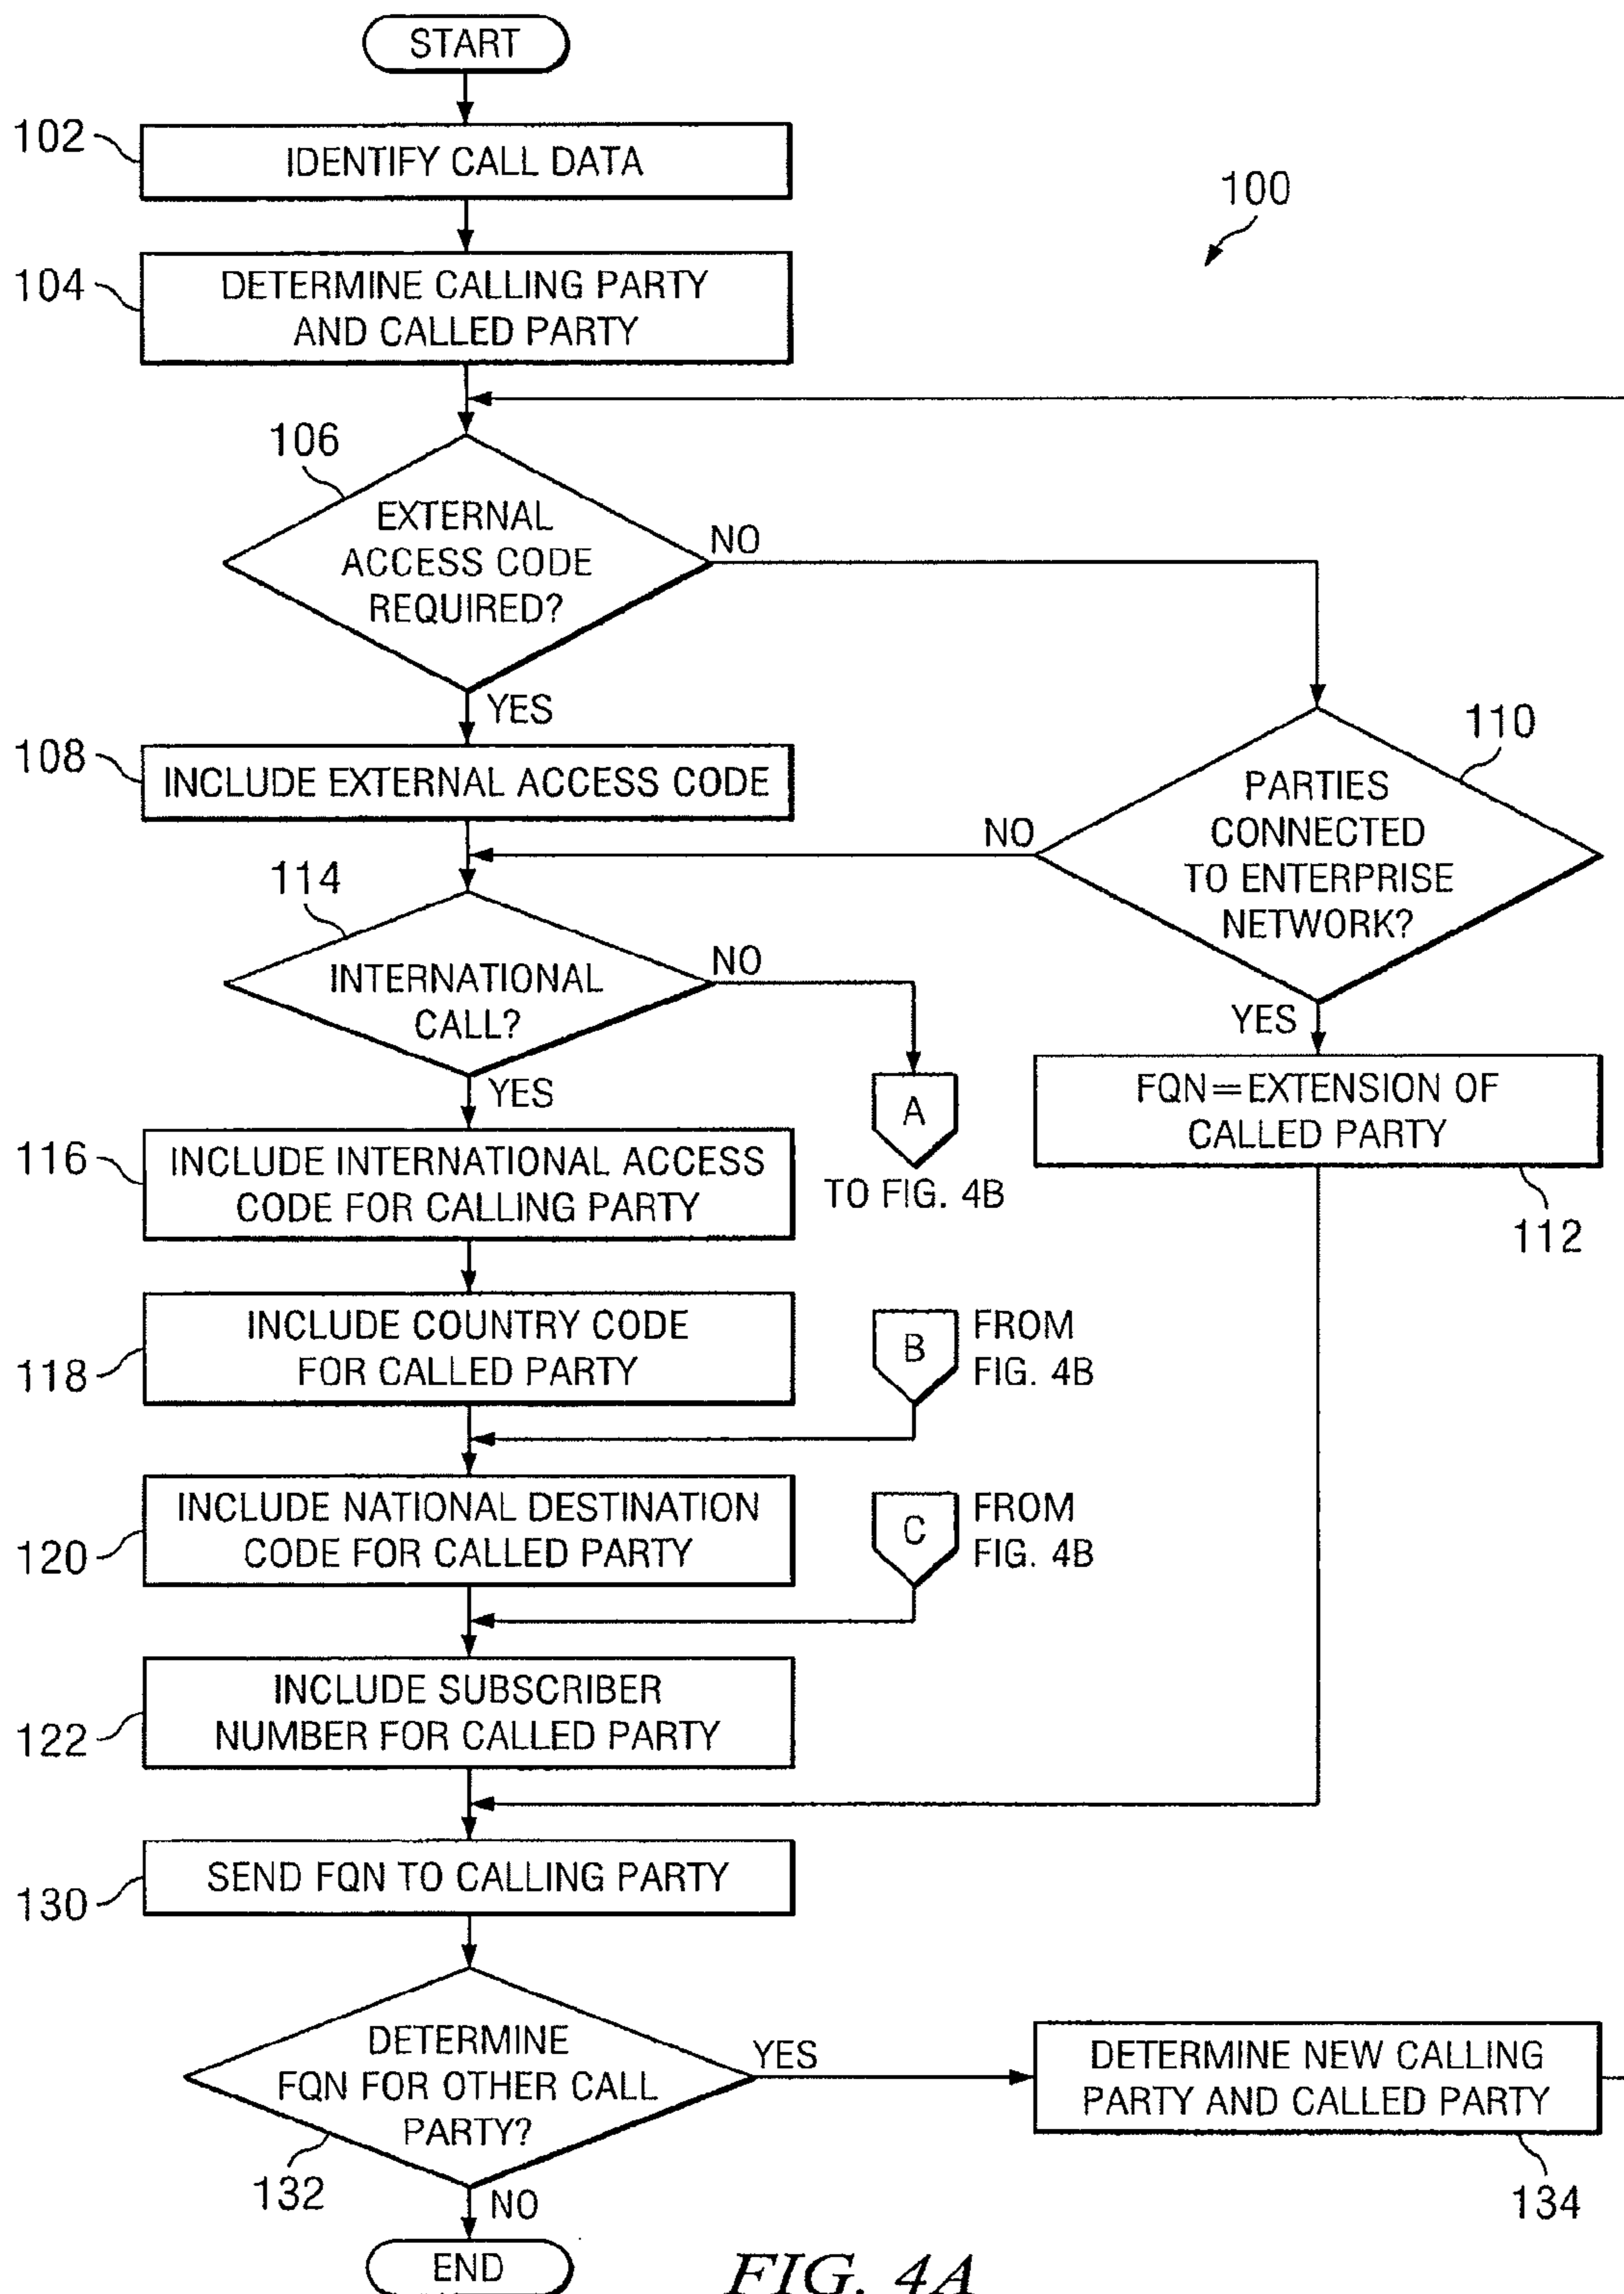 START
102
IDENTIFY CALL DATA
100
104
DETERMINE CALLING PARTY
AND CALLED PARTY
106
EXTERNAL
ACCESS CODE
REQUIRED?
NO
YES
108
INCLUDE EXTERNAL ACCESS CODE
110
PARTIES
CONNECTED
TO ENTERPRISE
NETWORK?
NO
YES
114
INTERNATIONAL
CALL?
NO
YES
A
TO FIG. 4B
FQN=EXTENSION OF
CALLED PARTY
112
116
INCLUDE INTERNATIONAL ACCESS
CODE FOR CALLING PARTY
118
INCLUDE COUNTRY CODE
FOR CALLED PARTY
B
FROM
FIG. 4B
120
INCLUDE NATIONAL DESTINATION
CODE FOR CALLED PARTY
C
FROM
FIG. 4B
122
INCLUDE SUBSCRIBER
NUMBER FOR CALLED PARTY
130
SEND FQN TO CALLING PARTY
DETERMINE
FQN FOR OTHER CALL
PARTY?
132
YES
DETERMINE NEW CALLING
PARTY AND CALLED PARTY
134
NO
END
FIG. 4A